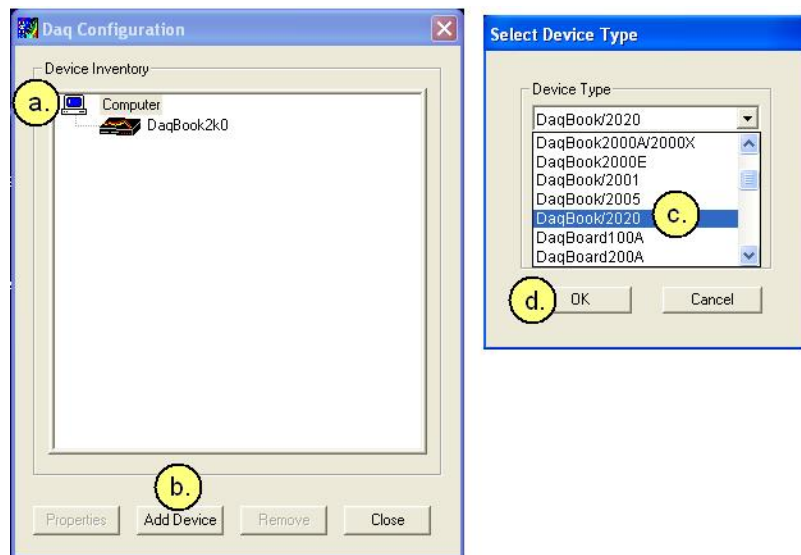 Daq Configuration
Device Inventory
a.
Computer
DaqBook2k0
b.
Properties
Add Device
Remove
Close
Select Device Type
Device Type
DaqBook/2020
DaqBook2000A/2000X
DaqBook2000E
DaqBook/2001
DaqBook/2005
DaqBook/2020
c.
DaqBoard100A
DaqBoard200A
d.
OK
Cancel